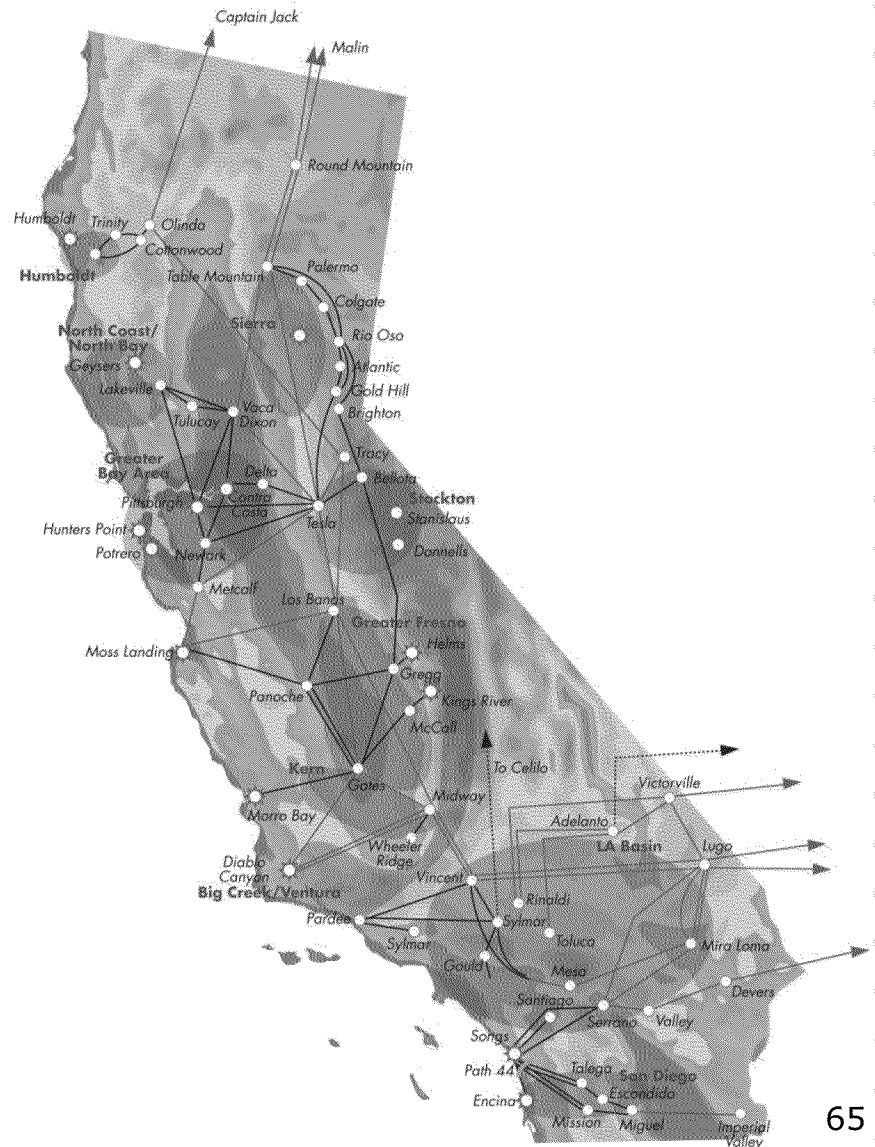 Captain Jack
Malin
Round Mountain
Humboldt
Trinity
Olinda
Cottonwood
Humboldt
Table Mountain
Palermo
Colgate
Sierra
Rio Oso
North Coast/
North Bay
Geysers
Atlantic
Lakeville
Gold Hill
Vaca
Dixon
Brighton
Tulucay
Tracy
Greater
Bay Area
Delta
Bellota
Pittsburgh
Contra
Costa
Stockton
Tesla
Stanislaus
Hunters Point
Potrero
Newark
Donnells
Metcalf
Los Banos
Greater Fresno
Helms
Moss Landing
Gregg
Panoche
Kings River
McCall
To Celilo
Kern
Gates
Victorville
Midway
Morro Bay
Adelanto
LA Basin
Wheeler
Ridge
Lugo
Diablo
Canyon
Vincent
Big Creek/Ventura
Rinaldi
Pardee
Sylmar
Sylmar
Toluca
Mira Loma
Gould
Mesa
Devers
Santiago
Serrano
Valley
Songs
Path 44
Talega
San Diego
Escondido
Encina
Mission
Miguel
Imperial
Valley
65